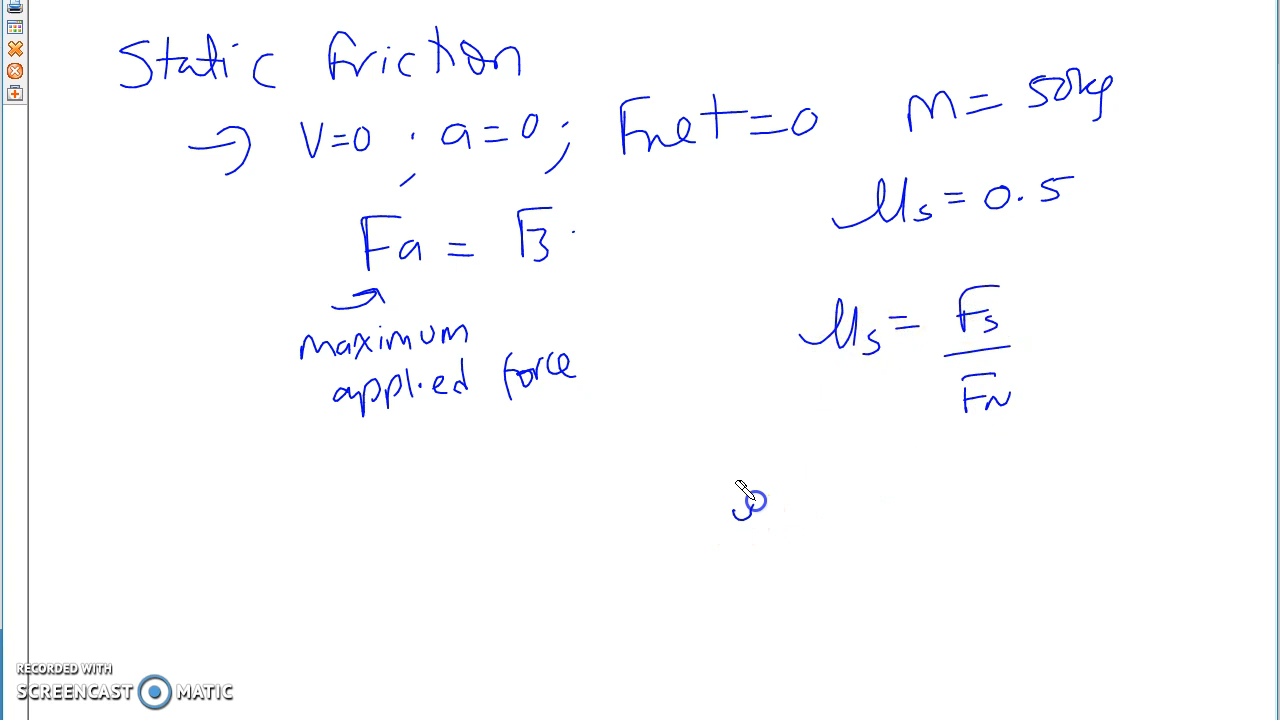 Static friction
→ v=0 ; a=0 ; Fnet=0
m= 50kg
μs = 0.5
Fa =
maximum
applied force
μs = Fs
FN
RECORDED WITH
SCREENCAST MATIC